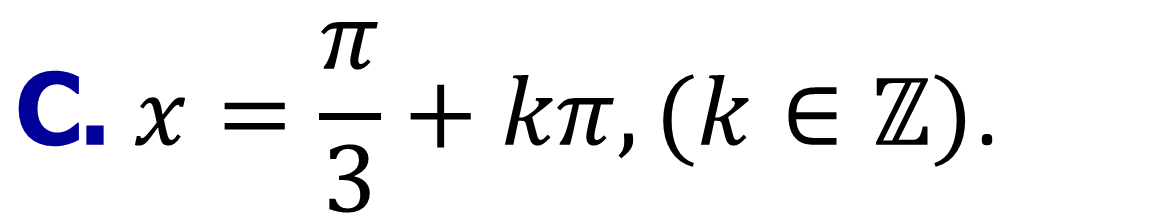 C. x = π/3 + kπ, (k ∈ ℤ).